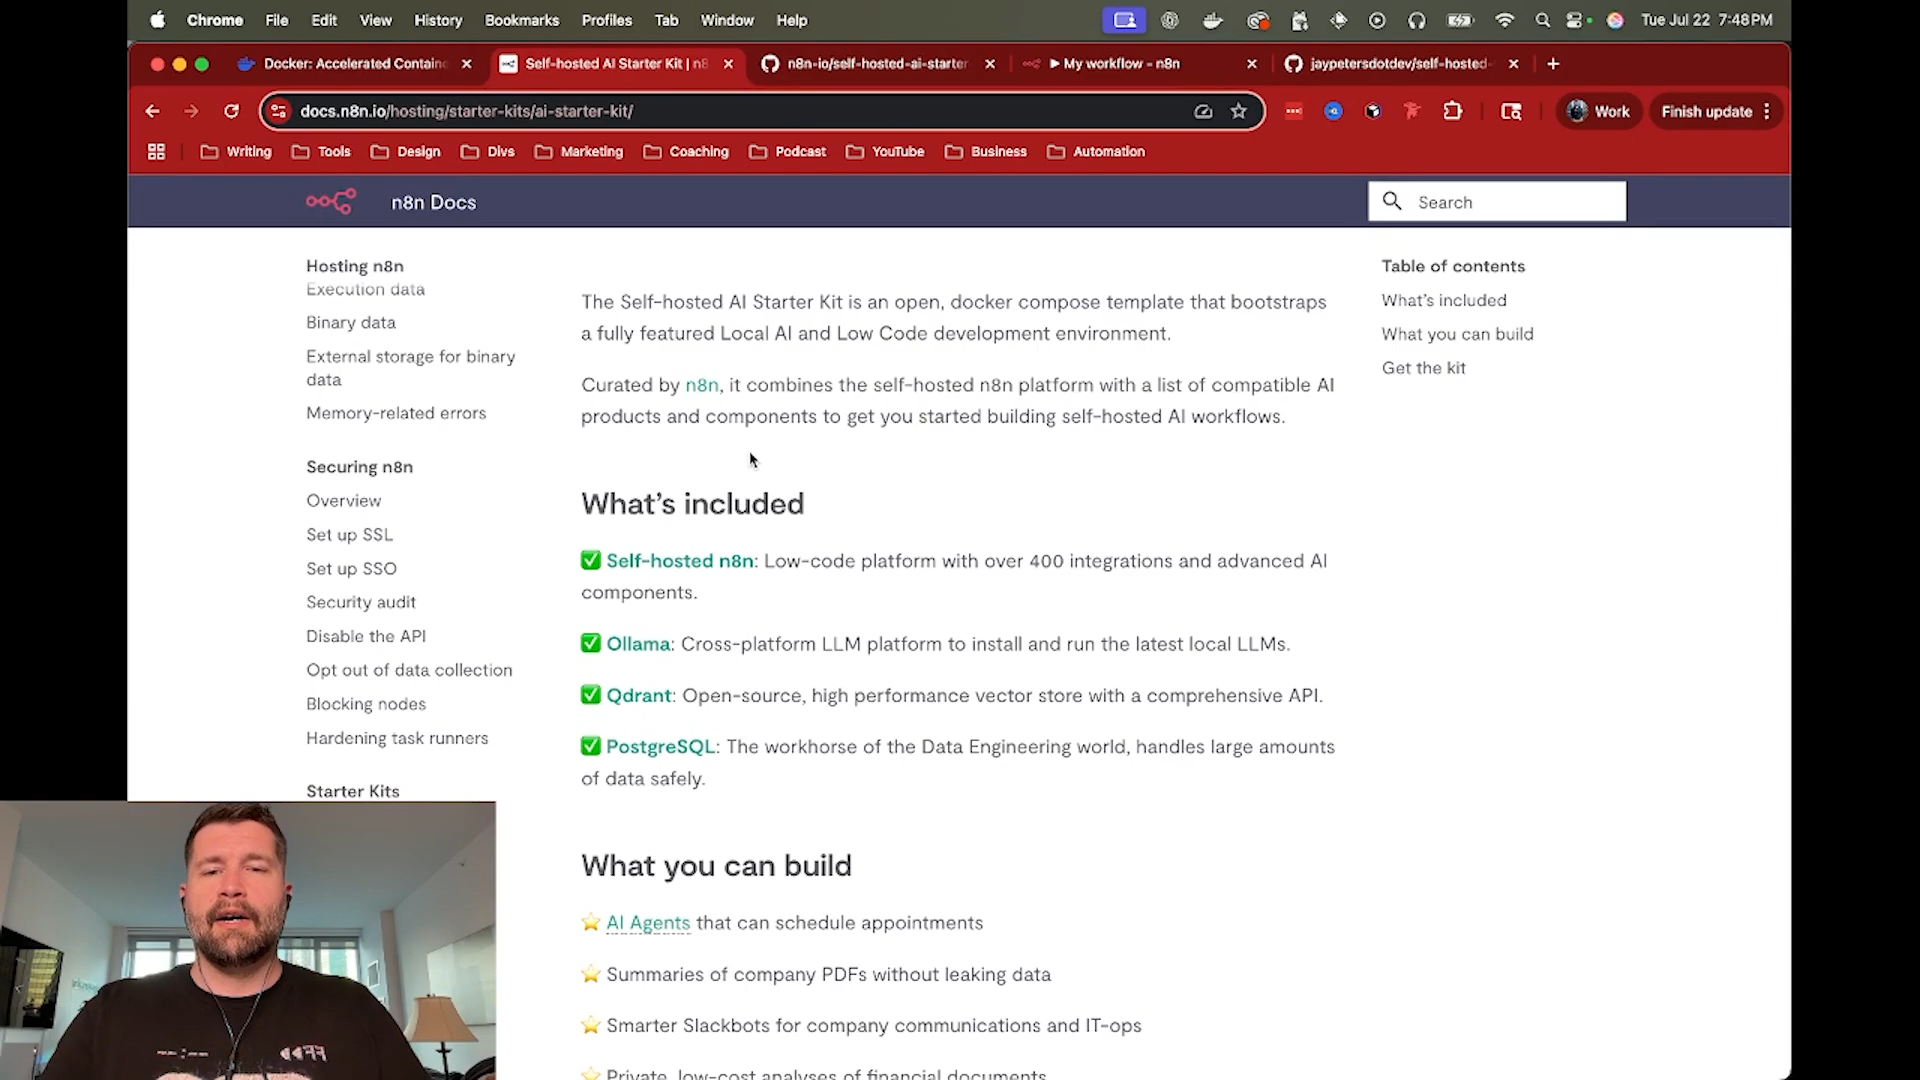 Chrome File Edit View History Bookmarks Profiles Tab Window Help Tue Jul 22 7:48 PM
Docker: Accelerated Contain Self-hosted AI Starter Kit | n8 n8n-io/self-hosted-ai-starter ▶ My workflow - n8n jaypetersdotdev/self-hosted-
docs.n8n.io/hosting/starter-kits/ai-starter-kit/ Work Finish update
Writing Tools Design Divs Marketing Coaching Podcast YouTube Business Automation
n8n Docs Search
Hosting n8n
Execution data
Binary data
External storage for binary
data
Memory-related errors
Securing n8n
Overview
Set up SSL
Set up SSO
Security audit
Disable the API
Opt out of data collection
Blocking nodes
Hardening task runners
Starter Kits
The Self-hosted AI Starter Kit is an open, docker compose template that bootstraps
a fully featured Local AI and Low Code development environment.
Curated by n8n, it combines the self-hosted n8n platform with a list of compatible AI
products and components to get you started building self-hosted AI workflows.
What's included
✅ Self-hosted n8n: Low-code platform with over 400 integrations and advanced AI
components.
✅ Ollama: Cross-platform LLM platform to install and run the latest local LLMs.
✅ Qdrant: Open-source, high performance vector store with a comprehensive API.
✅ PostgreSQL: The workhorse of the Data Engineering world, handles large amounts
of data safely.
What you can build
⭐ AI Agents that can schedule appointments
⭐ Summaries of company PDFs without leaking data
⭐ Smarter Slackbots for company communications and IT-ops
⭐ Private, low-cost analyses of financial documents
Table of contents
What's included
What you can build
Get the kit